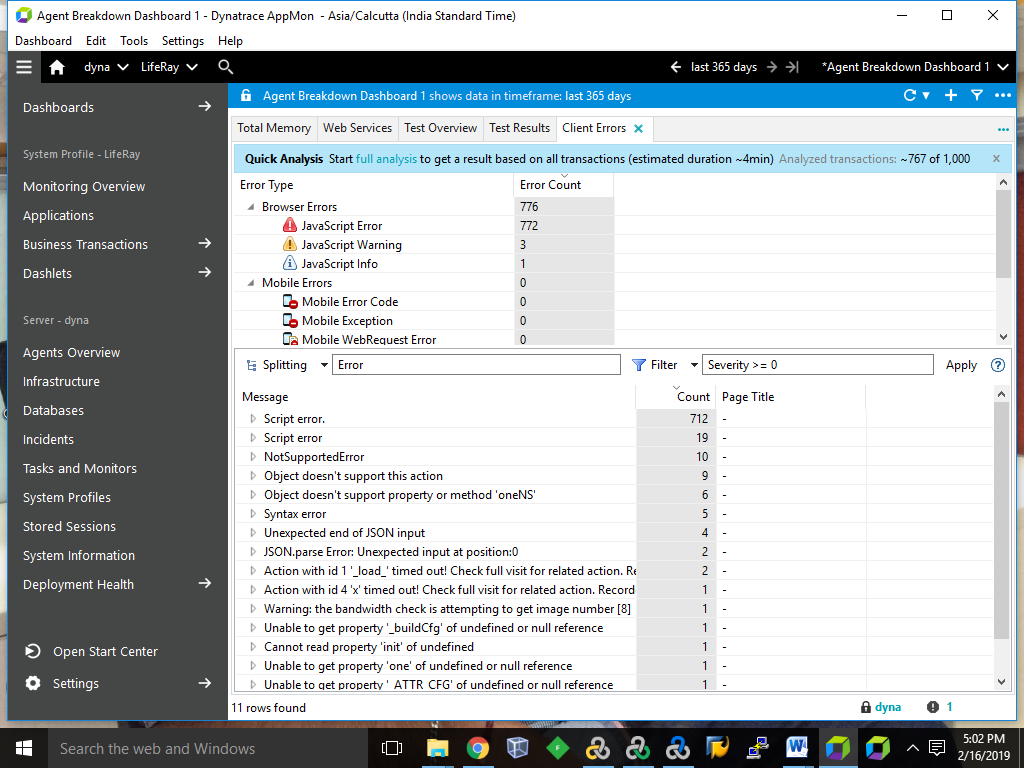 Agent Breakdown Dashboard 1 - Dynatrace AppMon - Asia/Calcutta (India Standard Time)
Dashboard Edit Tools Settings Help
dyna LifeRay last 365 days *Agent Breakdown Dashboard 1
Agent Breakdown Dashboard 1 shows data in timeframe: last 365 days
Dashboards
System Profile - LifeRay
Monitoring Overview
Applications
Business Transactions
Dashlets
Server - dyna
Agents Overview
Infrastructure
Databases
Incidents
Tasks and Monitors
System Profiles
Stored Sessions
System Information
Deployment Health
Open Start Center
Settings
Total Memory Web Services Test Overview Test Results Client Errors
Quick Analysis Start full analysis to get a result based on all transactions (estimated duration ~4min) Analyzed transactions: ~767 of 1,000
Error Type Error Count
Browser Errors 776
JavaScript Error 772
JavaScript Warning 3
JavaScript Info 1
Mobile Errors 0
Mobile Error Code 0
Mobile Exception 0
Mobile WebRequest Error 0
Splitting Error Filter Severity >= 0 Apply
Message Count Page Title
Script error. 712 -
Script error 19 -
NotSupportedError 10 -
Object doesn't support this action 9 -
Object doesn't support property or method 'oneNS' 6 -
Syntax error 5 -
Unexpected end of JSON input 4 -
JSON.parse Error: Unexpected input at position:0 2 -
Action with id 1 '_load_' timed out! Check full visit for related action. Re 2 -
Action with id 4 'x' timed out! Check full visit for related action. Record 1 -
Warning: the bandwidth check is attempting to get image number [8] 1 -
Unable to get property '_buildCfg' of undefined or null reference 1 -
Cannot read property 'init' of undefined 1 -
Unable to get property 'one' of undefined or null reference 1 -
Unable to get property '_ATTR_CFG' of undefined or null reference 1 -
11 rows found dyna 1
Search the web and Windows
5:02 PM
2/16/2019